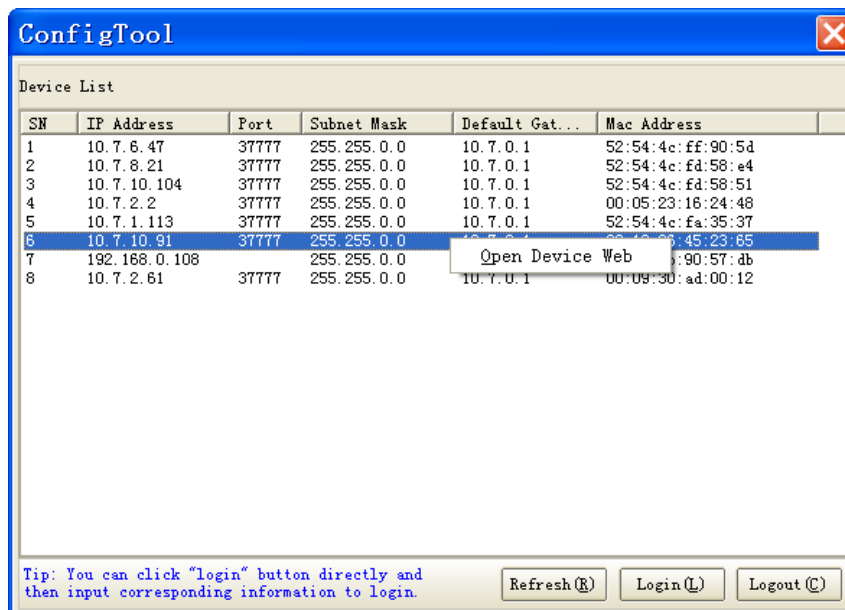 ConfigTool
Device List
SN IP Address Port Subnet Mask Default Gat... Mac Address
1 10.7.6.47 37777 255.255.0.0 10.7.0.1 52:54:4c:ff:90:5d
2 10.7.8.21 37777 255.255.0.0 10.7.0.1 52:54:4c:fd:58:e4
3 10.7.10.104 37777 255.255.0.0 10.7.0.1 52:54:4c:fd:58:51
4 10.7.2.2 37777 255.255.0.0 10.7.0.1 00:05:23:16:24:48
5 10.7.1.113 37777 255.255.0.0 10.7.0.1 52:54:4c:fa:35:37
6 10.7.10.91 37777 255.255.0.0 :45:23:65
Open Device Web
7 192.168.0.108 255.255.0.0 :90:57:db
8 10.7.2.61 37777 255.255.0.0 10.7.0.1 00:09:30:ad:00:12
Tip: You can click "login" button directly and
then input corresponding information to login.
Refresh(R) Login(L) Logout(C)